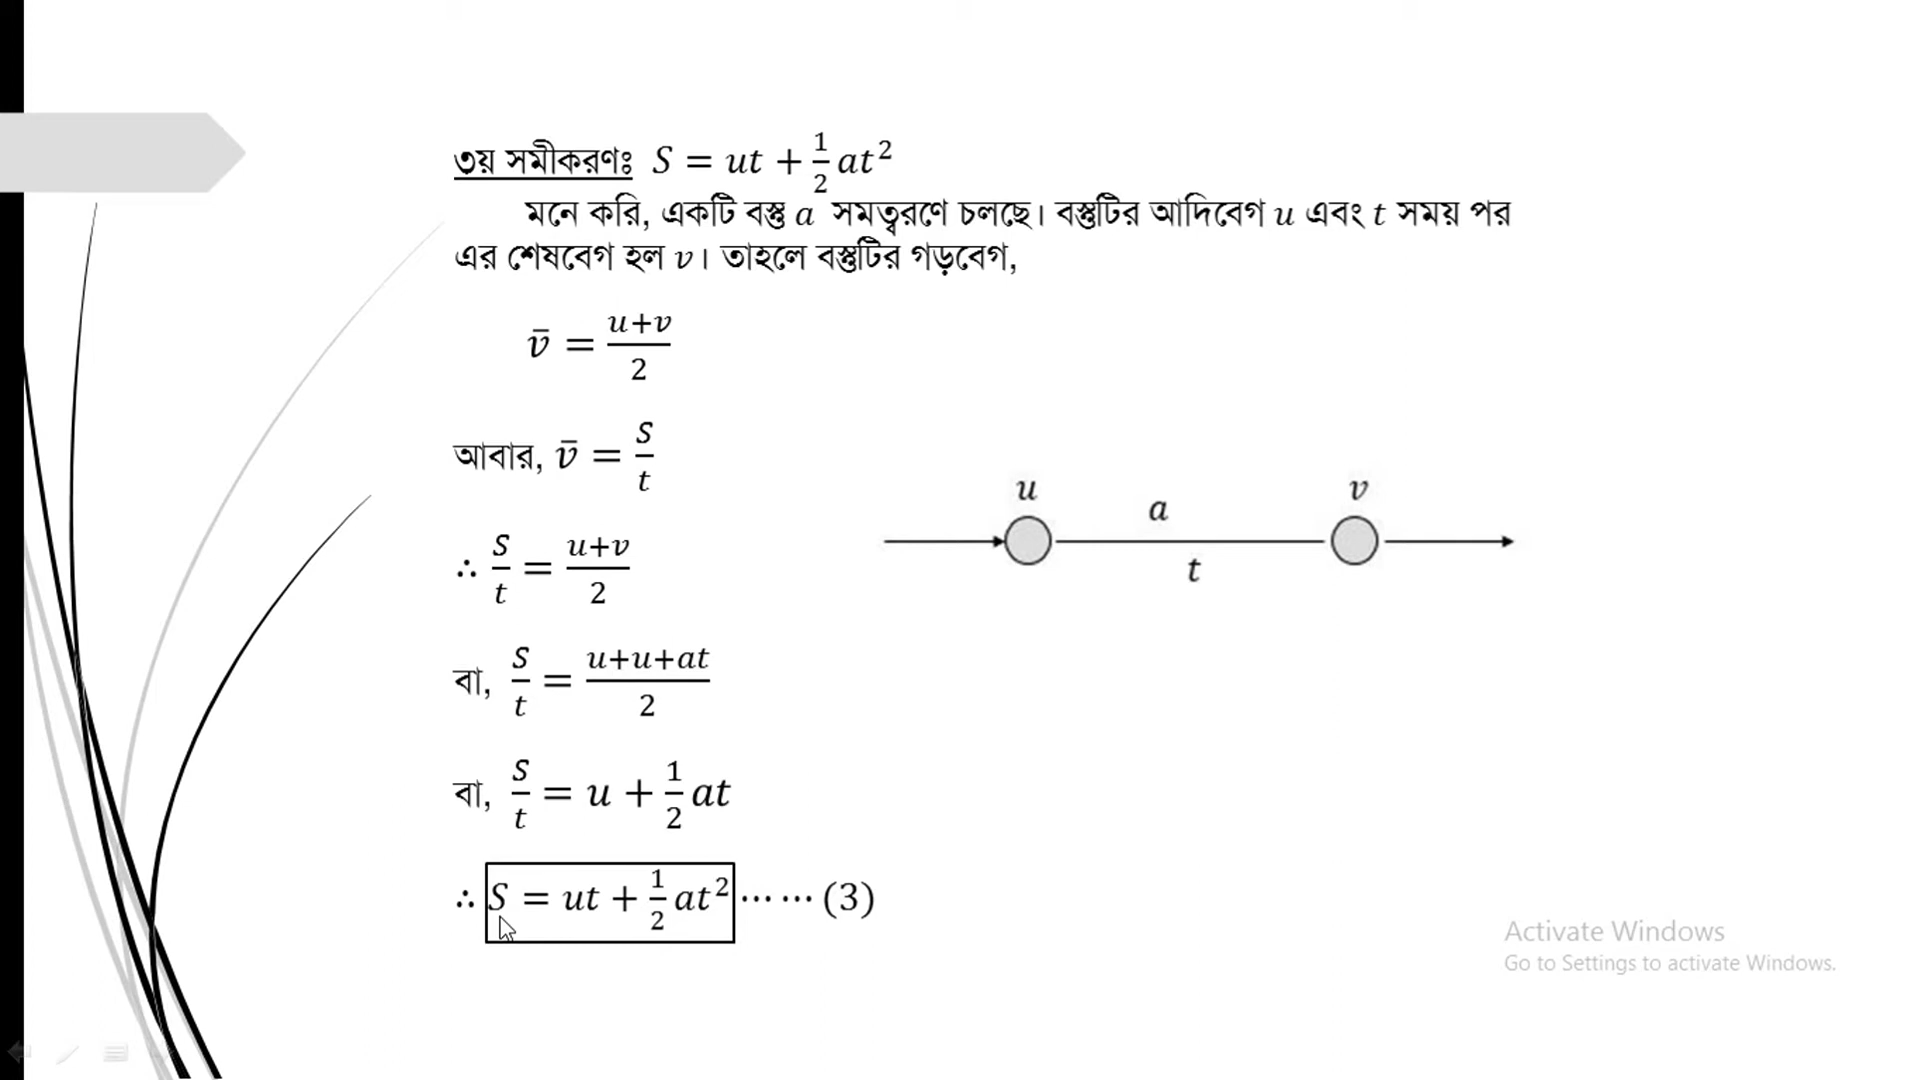 ৩য় সমীকরণঃ S = ut + 1/2 at²
মনে করি, একটি বস্তু a সমত্বরণে চলছে। বস্তুটির আদিবেগ u এবং t সময় পর
এর শেষবেগ হল v। তাহলে বস্তুটির গড়বেগ,
v̄ = (u+v)/2
আবার, v̄ = S/t
∴ S/t = (u+v)/2
বা, S/t = (u+u+at)/2
বা, S/t = u + 1/2 at
∴ S = ut + 1/2 at² ⋯ ⋯ (3)
u
v
a
t
Activate Windows
Go to Settings to activate Windows.